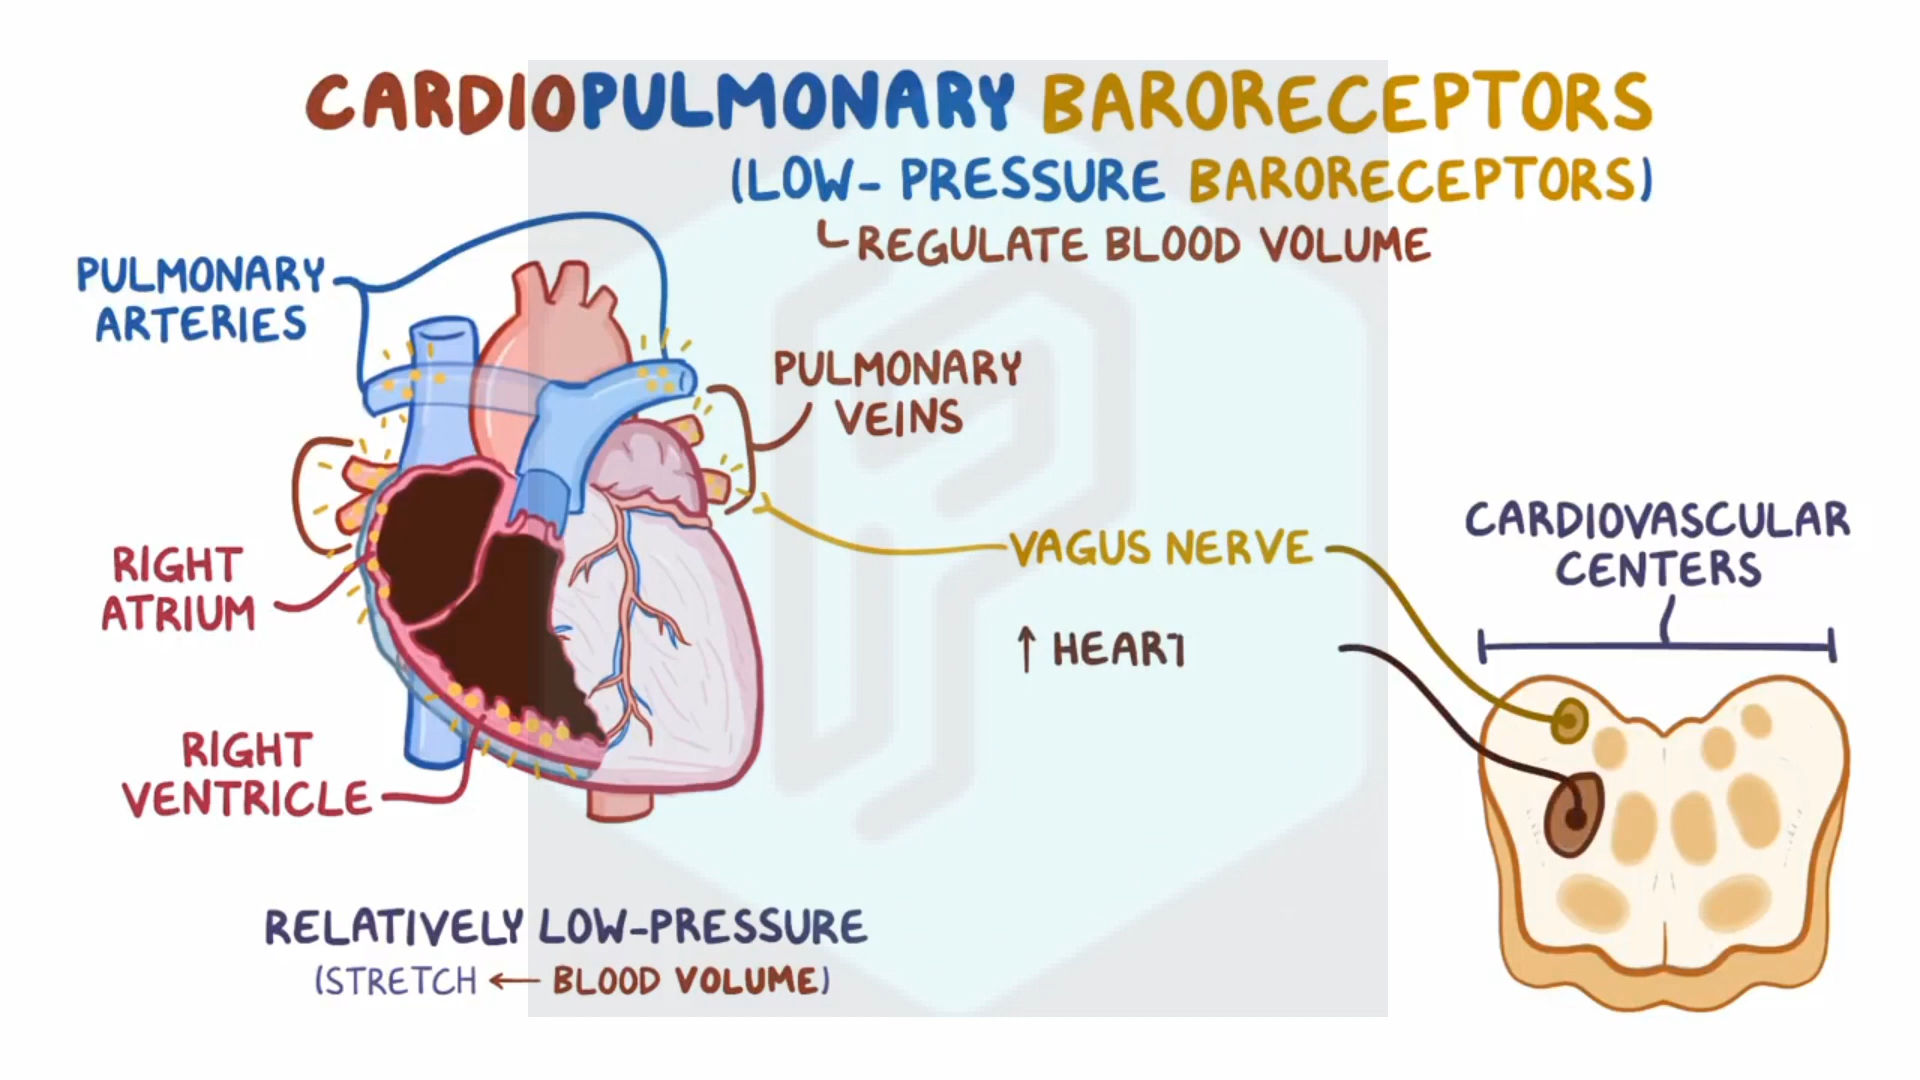 CARDIOPULMONARY BARORECEPTORS
(LOW- PRESSURE BARORECEPTORS)
REGULATE BLOOD VOLUME
PULMONARY
ARTERIES
PULMONARY
VEINS
RIGHT
ATRIUM
VAGUS NERVE
CARDIOVASCULAR
CENTERS
↑ HEART
RIGHT
VENTRICLE
RELATIVELY LOW-PRESSURE
(STRETCH ← BLOOD VOLUME)